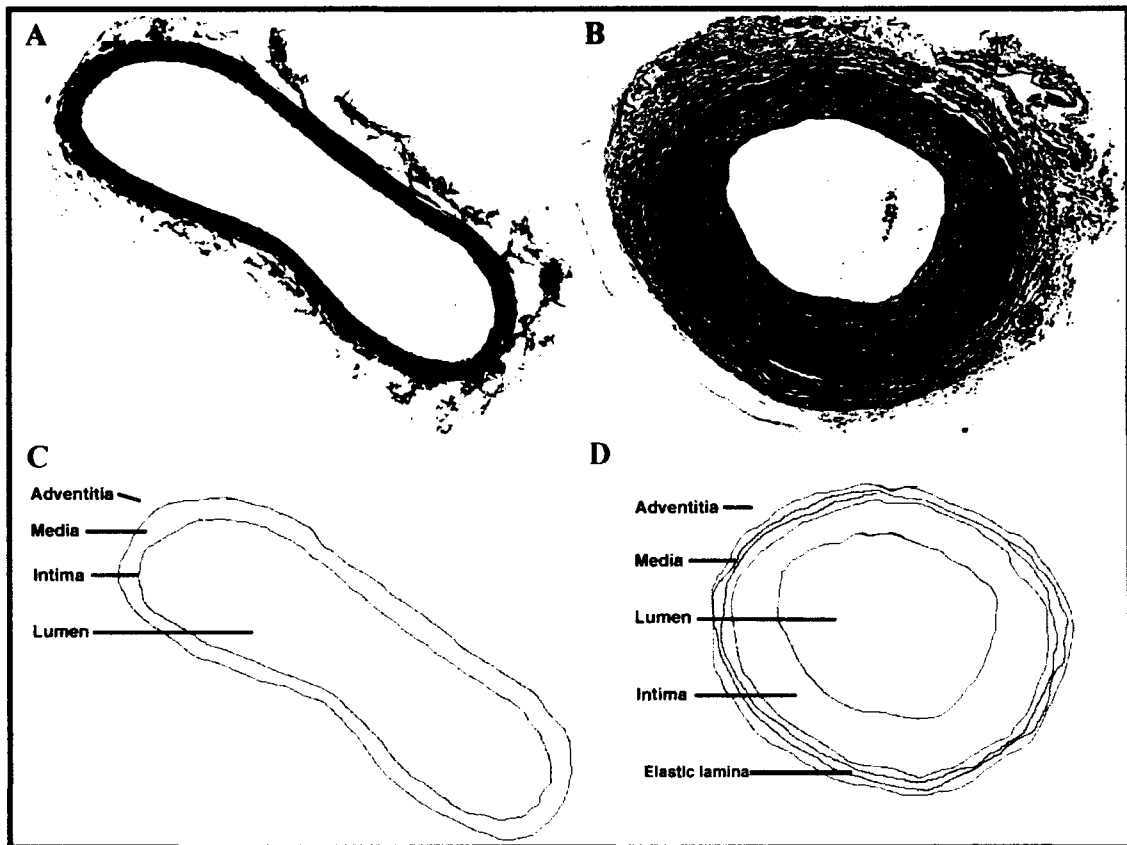 A
B
C
Adventitia
Media
Intima
Lumen
D
Adventitia
Media
Lumen
Intima
Elastic lamina